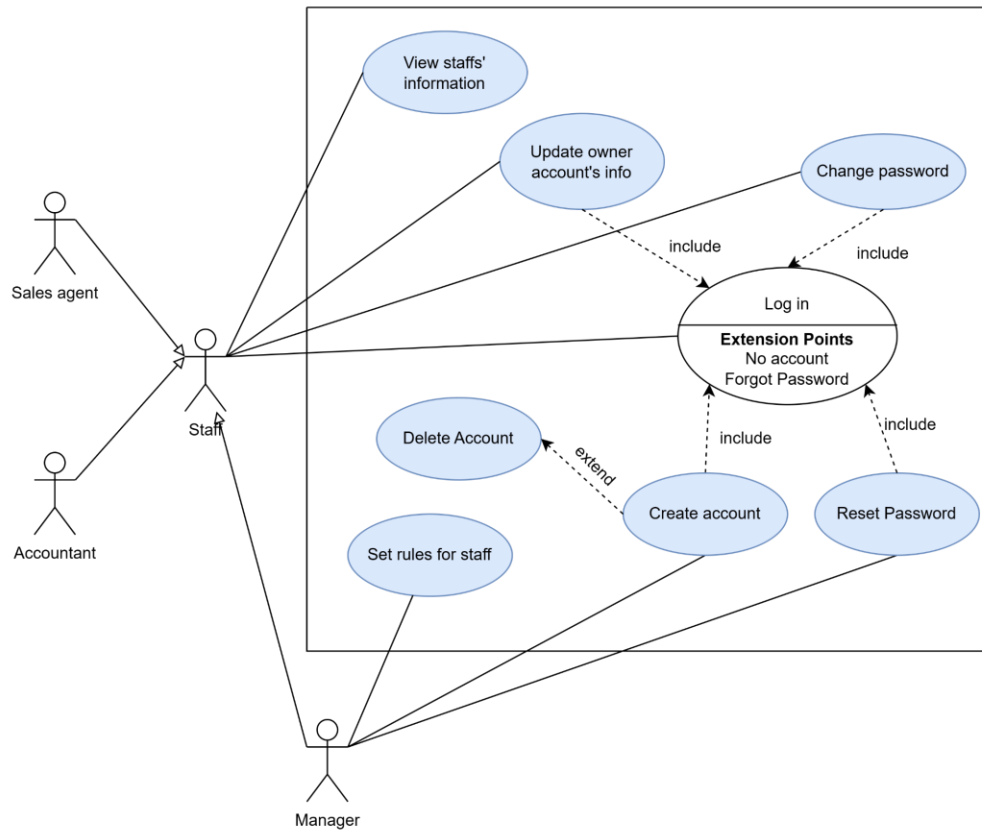 View staffs'
information
Update owner
account's info
Change password
include
include
Sales agent
Log in
Extension Points
No account
Forgot Password
Staff
Delete Account
extend
include
include
Create account
Reset Password
Accountant
Set rules for staff
Manager